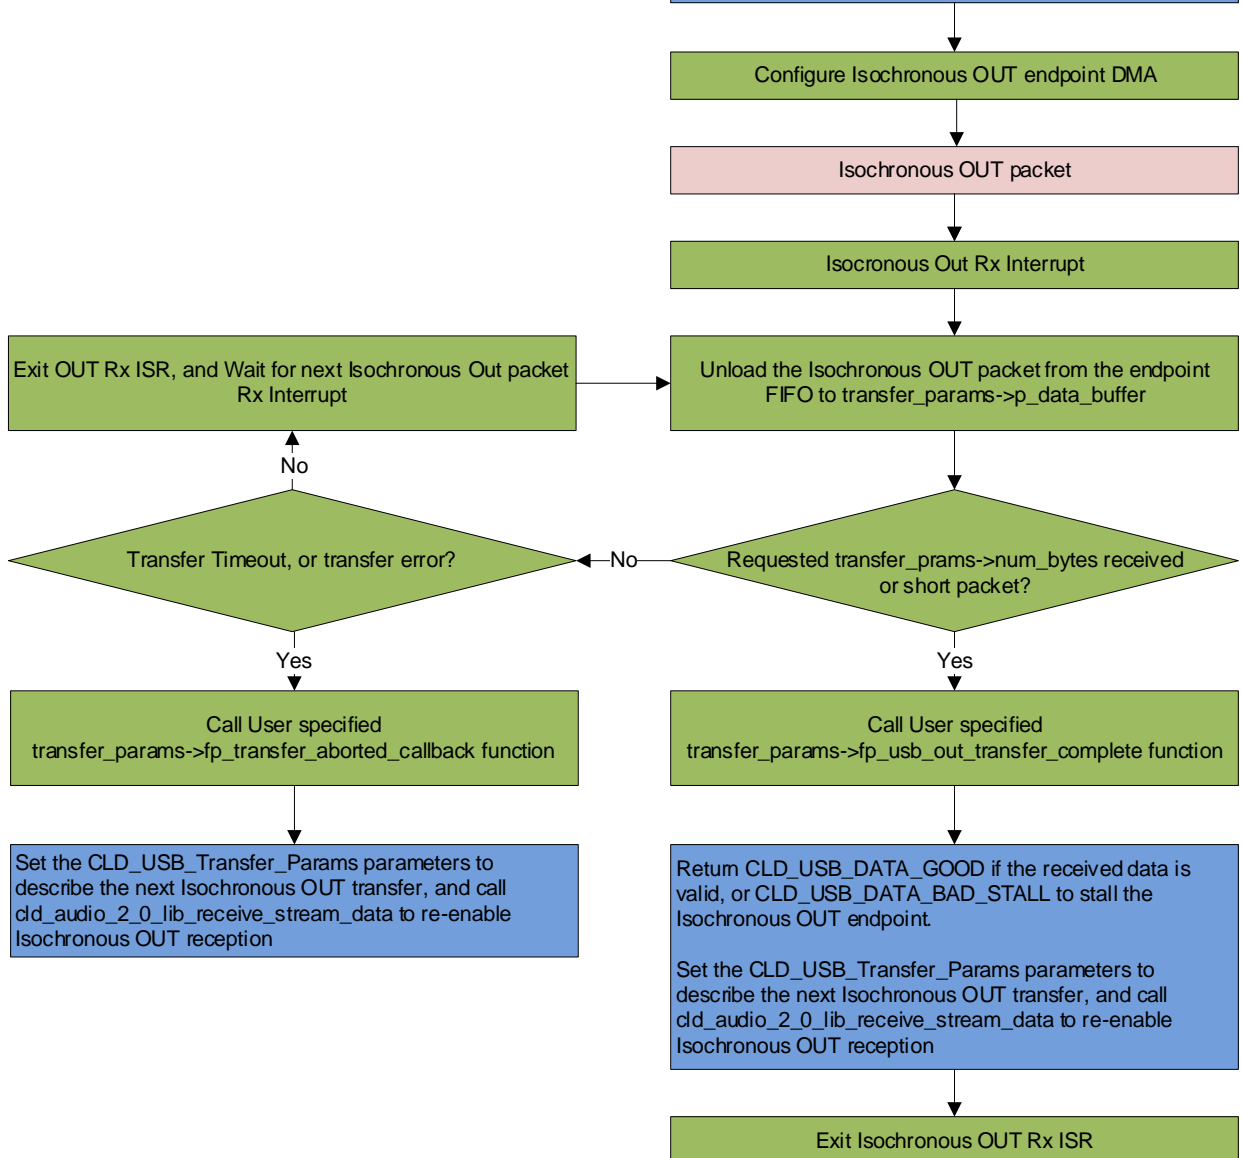 Configure Isochronous OUT endpoint DMA
Isochronous OUT packet
Isocronous Out Rx Interrupt
Exit OUT Rx ISR, and Wait for next Isochronous Out packet
Rx Interrupt
Unload the Isochronous OUT packet from the endpoint
FIFO to transfer_params->p_data_buffer
No
Transfer Timeout, or transfer error?
No
Requested transfer_prams->num_bytes received
or short packet?
Yes
Yes
Call User specified
transfer_params->fp_transfer_aborted_callback function
Call User specified
transfer_params->fp_usb_out_transfer_complete function
Set the CLD_USB_Transfer_Params parameters to
describe the next Isochronous OUT transfer, and call
cld_audio_2_0_lib_receive_stream_data to re-enable
Isochronous OUT reception
Return CLD_USB_DATA_GOOD if the received data is
valid, or CLD_USB_DATA_BAD_STALL to stall the
Isochronous OUT endpoint.
Set the CLD_USB_Transfer_Params parameters to
describe the next Isochronous OUT transfer, and call
cld_audio_2_0_lib_receive_stream_data to re-enable
Isochronous OUT reception
Exit Isochronous OUT Rx ISR